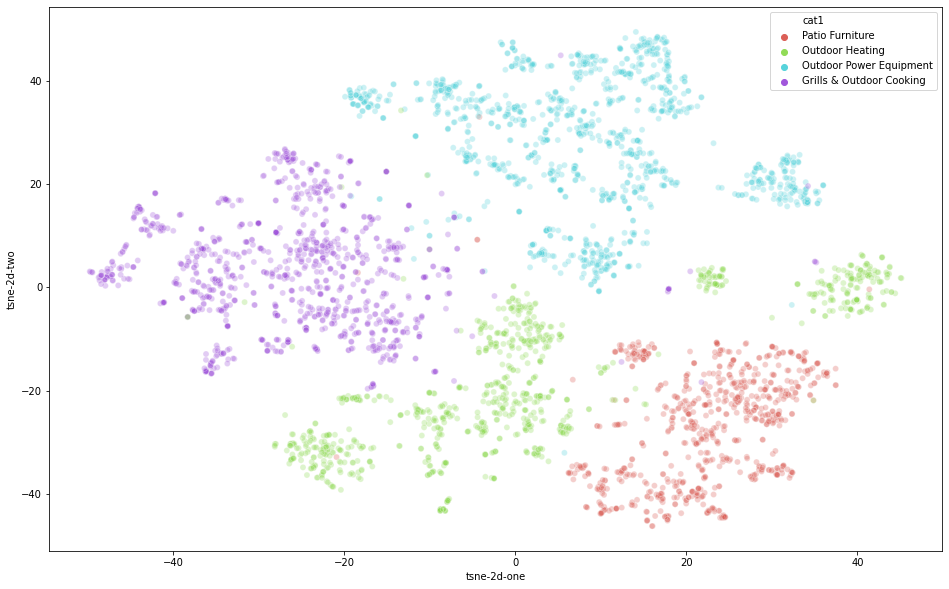 cat1
Patio Furniture
Outdoor Heating
Outdoor Power Equipment
Grills & Outdoor Cooking
40
20
0
−20
−40
tsne-2d-two
−40
−20
0
20
40
tsne-2d-one